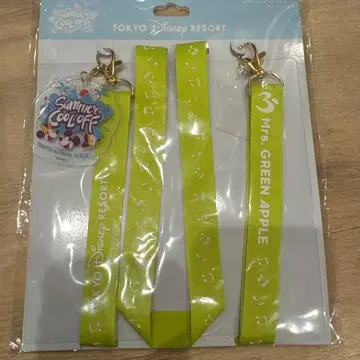 Summer
COOL OFF
TOKYO Disney RESORT
Summer
COOL OFF
TOKYO Disney RESORT
Mrs. GREEN APPLE